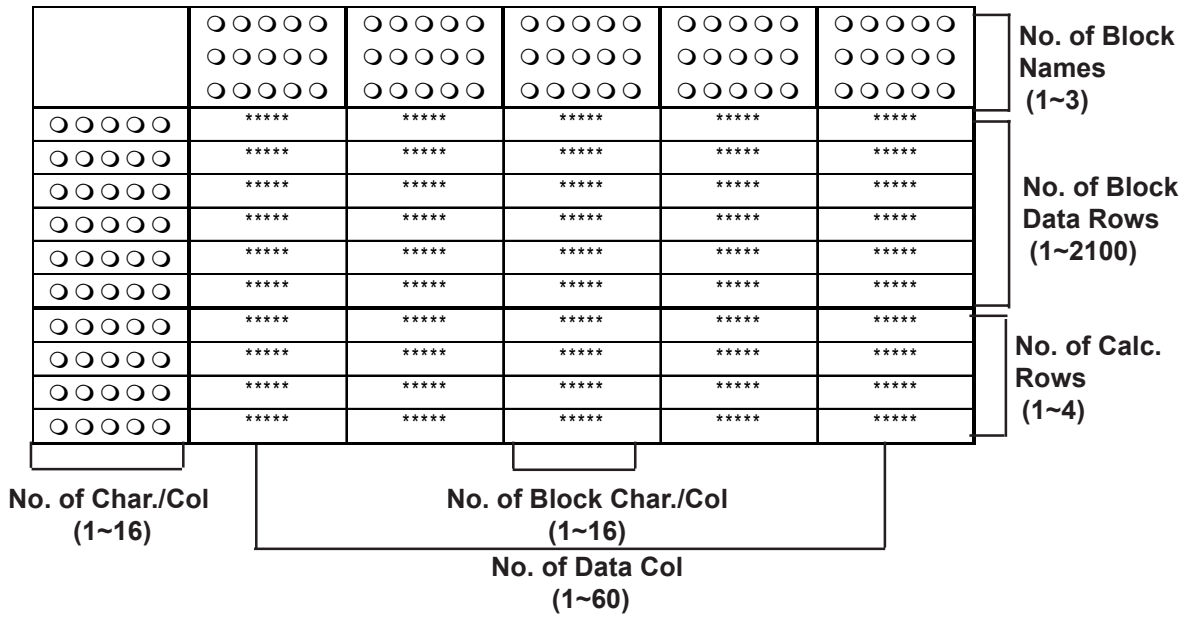 ❍❍❍❍❍ ❍❍❍❍❍ ❍❍❍❍❍ ❍❍❍❍❍ ❍❍❍❍❍
❍❍❍❍❍ ❍❍❍❍❍ ❍❍❍❍❍ ❍❍❍❍❍ ❍❍❍❍❍
❍❍❍❍❍ ❍❍❍❍❍ ❍❍❍❍❍ ❍❍❍❍❍ ❍❍❍❍❍
No. of Block
Names
(1~3)
❍❍❍❍❍ ***** ***** ***** ***** *****
❍❍❍❍❍ ***** ***** ***** ***** *****
❍❍❍❍❍ ***** ***** ***** ***** *****
❍❍❍❍❍ ***** ***** ***** ***** *****
❍❍❍❍❍ ***** ***** ***** ***** *****
❍❍❍❍❍ ***** ***** ***** ***** *****
No. of Block
Data Rows
(1~2100)
❍❍❍❍❍ ***** ***** ***** ***** *****
❍❍❍❍❍ ***** ***** ***** ***** *****
❍❍❍❍❍ ***** ***** ***** ***** *****
❍❍❍❍❍ ***** ***** ***** ***** *****
No. of Calc.
Rows
(1~4)
No. of Char./Col
(1~16)
No. of Block Char./Col
(1~16)
No. of Data Col
(1~60)